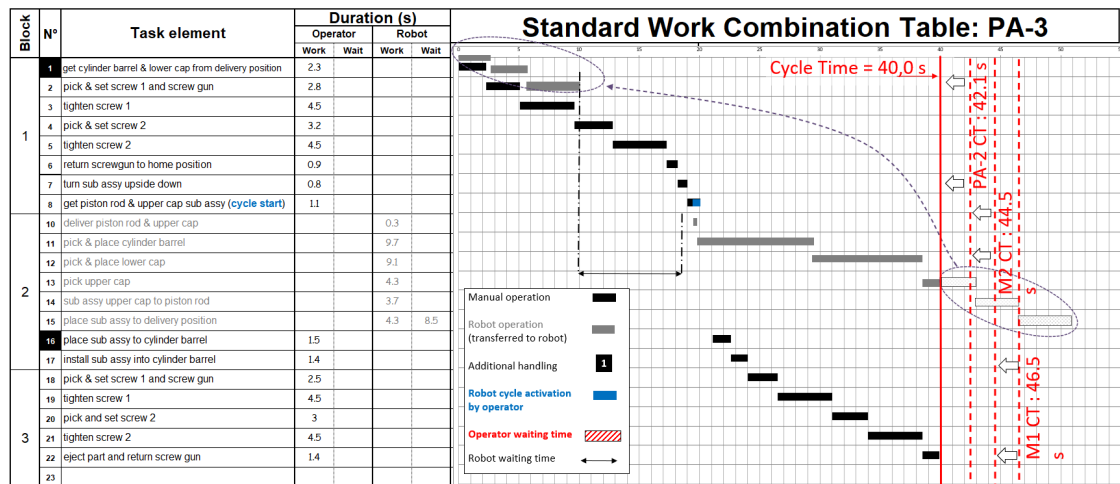 Standard Work Combination Table: PA-3
Block
N°
Task element
Duration (s)
Operator
Robot
Work
Wait
Work
Wait
0
5
10
15
20
25
30
35
40
45
50
1
1 get cylinder barrel & lower cap from delivery position 2.3
2 pick & set screw 1 and screw gun 2.8
3 tighten screw 1 4.5
4 pick & set screw 2 3.2
5 tighten screw 2 4.5
6 return screwgun to home position 0.9
7 turn sub assy upside down 0.8
8 get piston rod & upper cap sub assy (cycle start) 1.1
2
10 deliver piston rod & upper cap 0.3
11 pick & place cylinder barrel 9.7
12 pick & place lower cap 9.1
13 pick upper cap 4.3
14 sub assy upper cap to piston rod 3.7
15 place sub assy to delivery position 4.3 8.5
16 place sub assy to cylinder barrel 1.5
17 install sub assy into cylinder barrel 1.4
3
18 pick & set screw 1 and screw gun 2.5
19 tighten screw 1 4.5
20 pick and set screw 2 3
21 tighten screw 2 4.5
22 eject part and return screw gun 1.4
23
Cycle Time = 40,0 s
PA-2 CT : 42.1 s
M2 CT : 44.5
s
M1 CT : 46.5
s
Manual operation
Robot operation
(transferred to robot)
Additional handling 1
Robot cycle activation
by operator
Operator waiting time
Robot waiting time